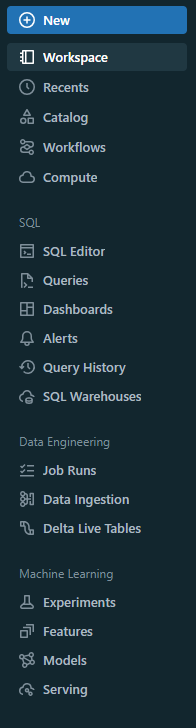 New
Workspace
Recents
Catalog
Workflows
Compute
SQL
SQL Editor
Queries
Dashboards
Alerts
Query History
SQL Warehouses
Data Engineering
Job Runs
Data Ingestion
Delta Live Tables
Machine Learning
Experiments
Features
Models
Serving